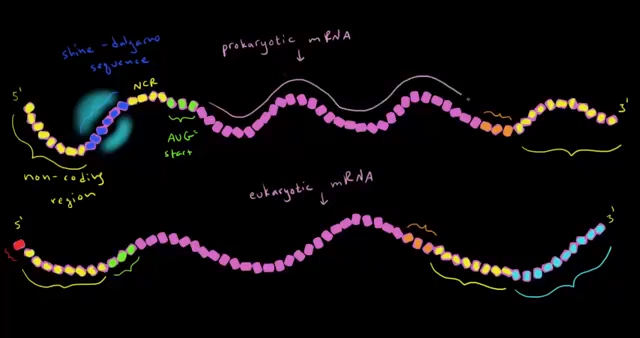 shine-dalgarno
sequence
prokaryotic mRNA
5'
NCR
3'
AUG
start
non-coding
region
eukaryotic mRNA
5'
3'